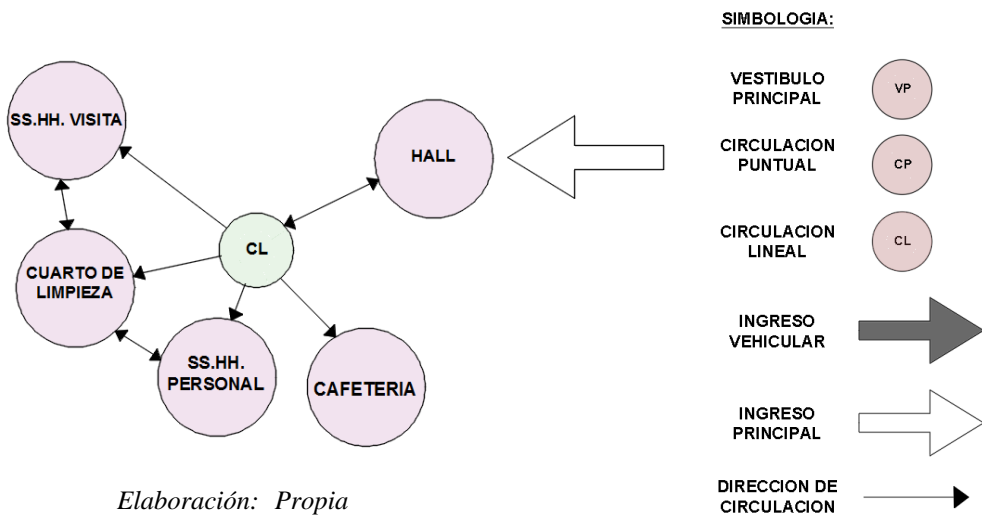 SS.HH. VISITA
HALL
CL
CUARTO DE
LIMPIEZA
SS.HH.
PERSONAL
CAFETERIA
Elaboración: Propia
SIMBOLOGIA:
VESTIBULO
PRINCIPAL
VP
CIRCULACION
PUNTUAL
CP
CIRCULACION
LINEAL
CL
INGRESO
VEHICULAR
INGRESO
PRINCIPAL
DIRECCION DE
CIRCULACION